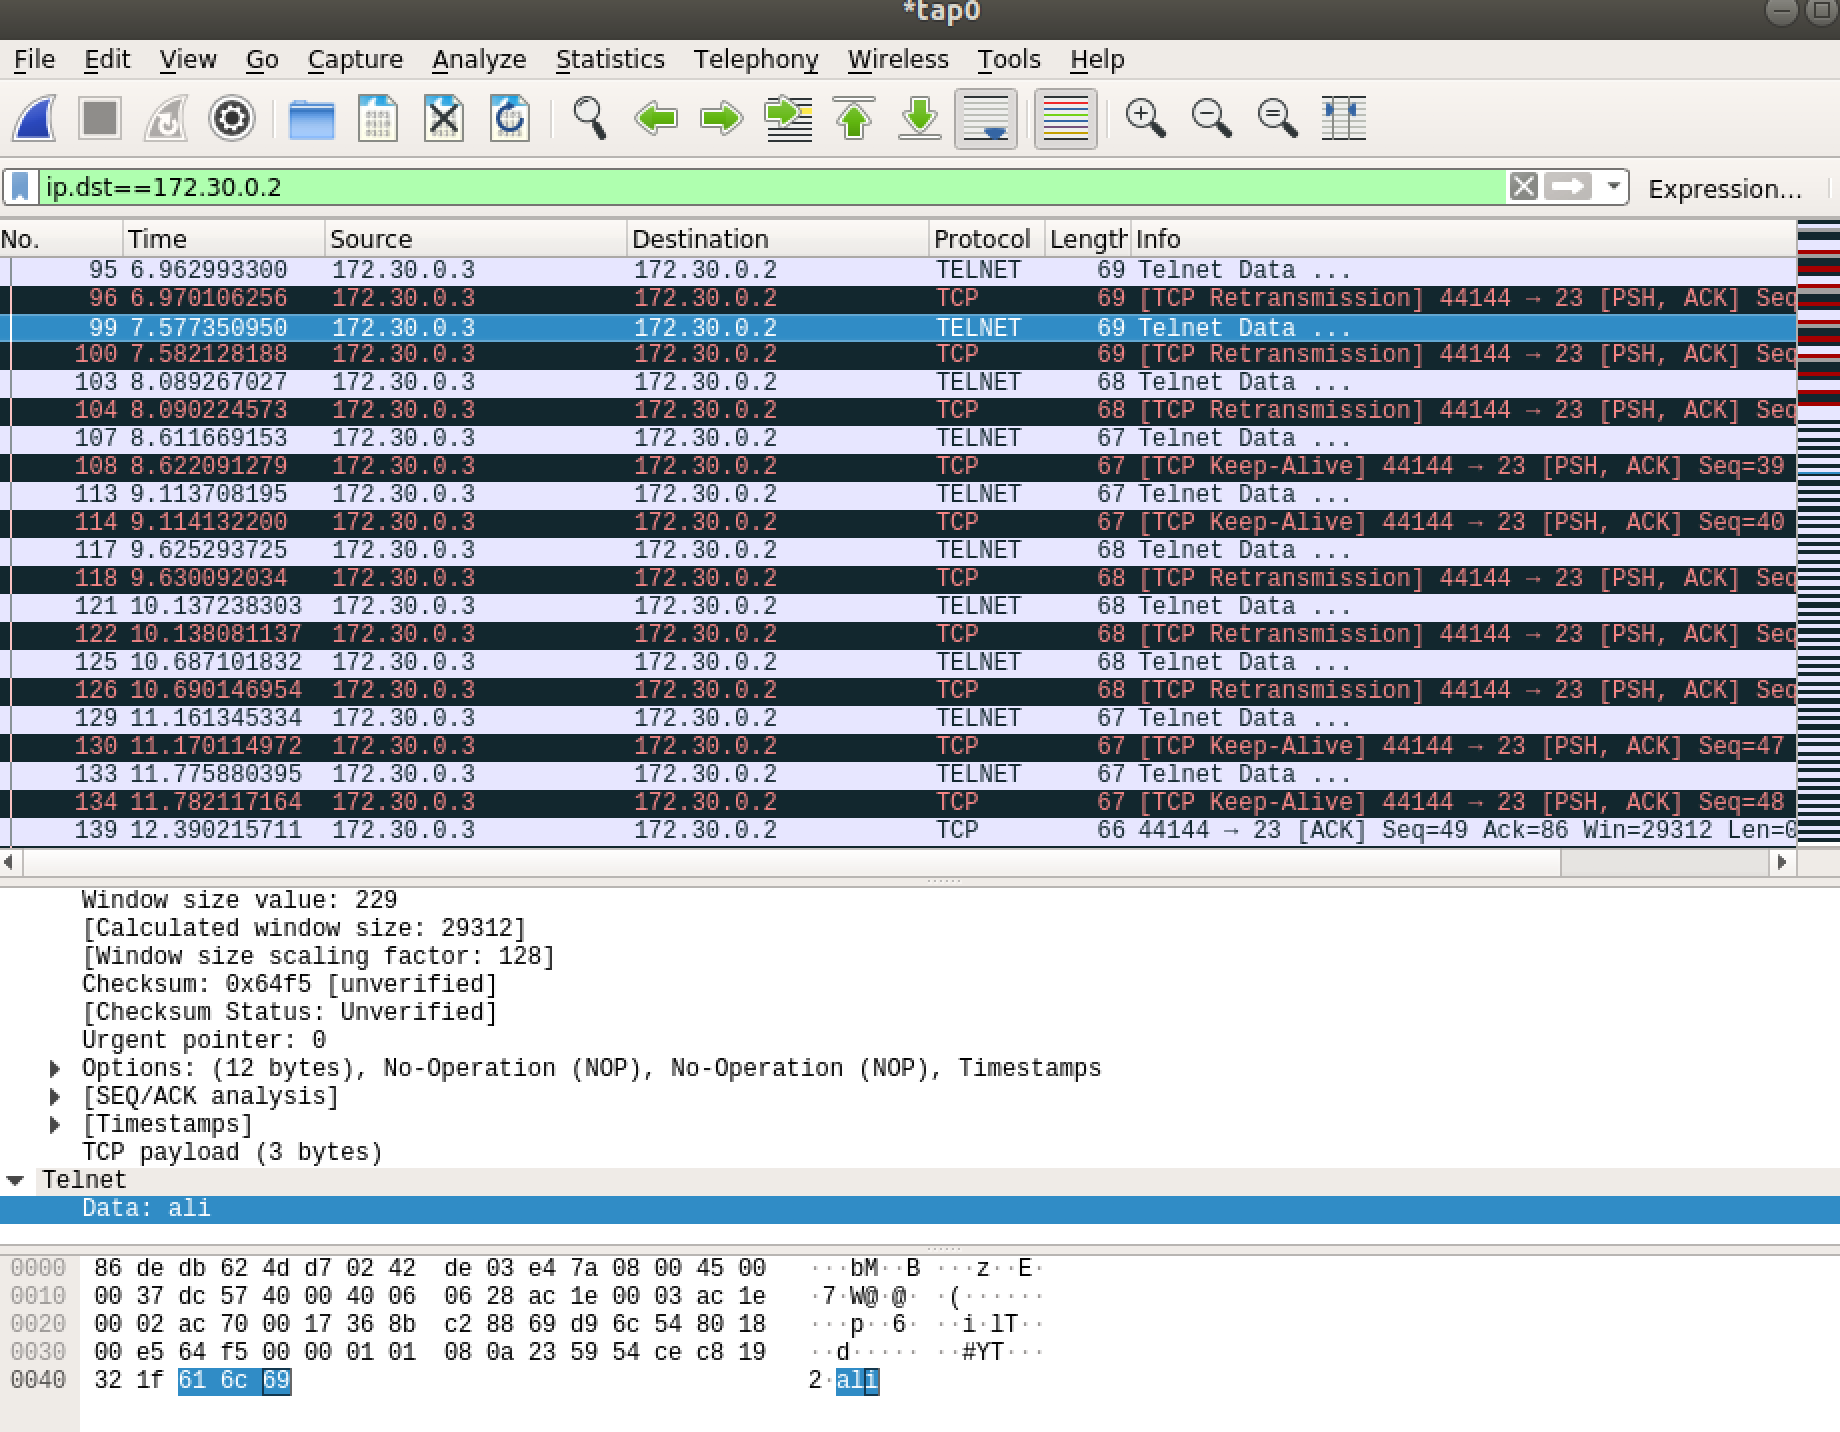 *tap0
File Edit View Go Capture Analyze Statistics Telephony Wireless Tools Help
ip.dst==172.30.0.2 Expression...
No. Time Source Destination Protocol Length Info
95 6.962993300 172.30.0.3 172.30.0.2 TELNET 69 Telnet Data ...
96 6.970106256 172.30.0.3 172.30.0.2 TCP 69 [TCP Retransmission] 44144 → 23 [PSH, ACK] Seq
99 7.577350950 172.30.0.3 172.30.0.2 TELNET 69 Telnet Data ...
100 7.582128188 172.30.0.3 172.30.0.2 TCP 69 [TCP Retransmission] 44144 → 23 [PSH, ACK] Seq
103 8.089267027 172.30.0.3 172.30.0.2 TELNET 68 Telnet Data ...
104 8.090224573 172.30.0.3 172.30.0.2 TCP 68 [TCP Retransmission] 44144 → 23 [PSH, ACK] Seq
107 8.611669153 172.30.0.3 172.30.0.2 TELNET 67 Telnet Data ...
108 8.622091279 172.30.0.3 172.30.0.2 TCP 67 [TCP Keep-Alive] 44144 → 23 [PSH, ACK] Seq=39
113 9.113708195 172.30.0.3 172.30.0.2 TELNET 67 Telnet Data ...
114 9.114132200 172.30.0.3 172.30.0.2 TCP 67 [TCP Keep-Alive] 44144 → 23 [PSH, ACK] Seq=40
117 9.625293725 172.30.0.3 172.30.0.2 TELNET 68 Telnet Data ...
118 9.630092034 172.30.0.3 172.30.0.2 TCP 68 [TCP Retransmission] 44144 → 23 [PSH, ACK] Seq
121 10.137238303 172.30.0.3 172.30.0.2 TELNET 68 Telnet Data ...
122 10.138081137 172.30.0.3 172.30.0.2 TCP 68 [TCP Retransmission] 44144 → 23 [PSH, ACK] Seq
125 10.687101832 172.30.0.3 172.30.0.2 TELNET 68 Telnet Data ...
126 10.690146954 172.30.0.3 172.30.0.2 TCP 68 [TCP Retransmission] 44144 → 23 [PSH, ACK] Seq
129 11.161345334 172.30.0.3 172.30.0.2 TELNET 67 Telnet Data ...
130 11.170114972 172.30.0.3 172.30.0.2 TCP 67 [TCP Keep-Alive] 44144 → 23 [PSH, ACK] Seq=47
133 11.775880395 172.30.0.3 172.30.0.2 TELNET 67 Telnet Data ...
134 11.782117164 172.30.0.3 172.30.0.2 TCP 67 [TCP Keep-Alive] 44144 → 23 [PSH, ACK] Seq=48
139 12.390215711 172.30.0.3 172.30.0.2 TCP 66 44144 → 23 [ACK] Seq=49 Ack=86 Win=29312 Len=0
Window size value: 229
[Calculated window size: 29312]
[Window size scaling factor: 128]
Checksum: 0x64f5 [unverified]
[Checksum Status: Unverified]
Urgent pointer: 0
Options: (12 bytes), No-Operation (NOP), No-Operation (NOP), Timestamps
[SEQ/ACK analysis]
[Timestamps]
TCP payload (3 bytes)
Telnet
Data: ali
0000 86 de db 62 4d d7 02 42 de 03 e4 7a 08 00 45 00 ···bM··B ···z··E·
0010 00 37 dc 57 40 00 40 06 06 28 ac 1e 00 03 ac 1e ·7·W@·@· ·(······
0020 00 02 ac 70 00 17 36 8b c2 88 69 d9 6c 54 80 18 ···p··6· ··i·lT··
0030 00 e5 64 f5 00 00 01 01 08 0a 23 59 54 ce c8 19 ··d····· ··#YT···
0040 32 1f 61 6c 69 2·ali